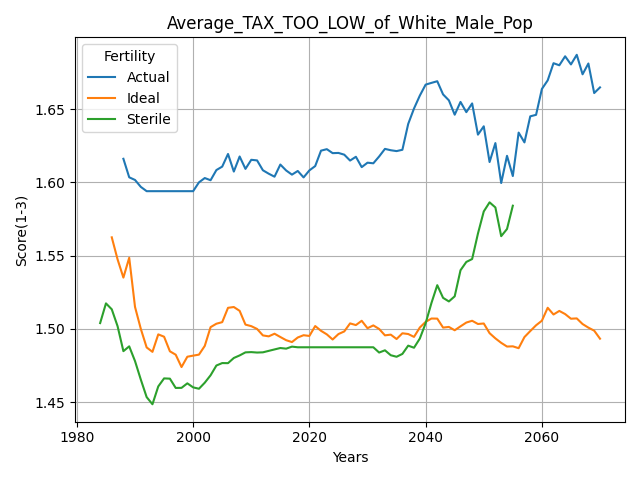 Average_TAX_TOO_LOW_of_White_Male_Pop
Fertility
Actual
Ideal
Sterile
Score(1-3)
1.65
1.60
1.55
1.50
1.45
1980 2000 2020 2040 2060
Years